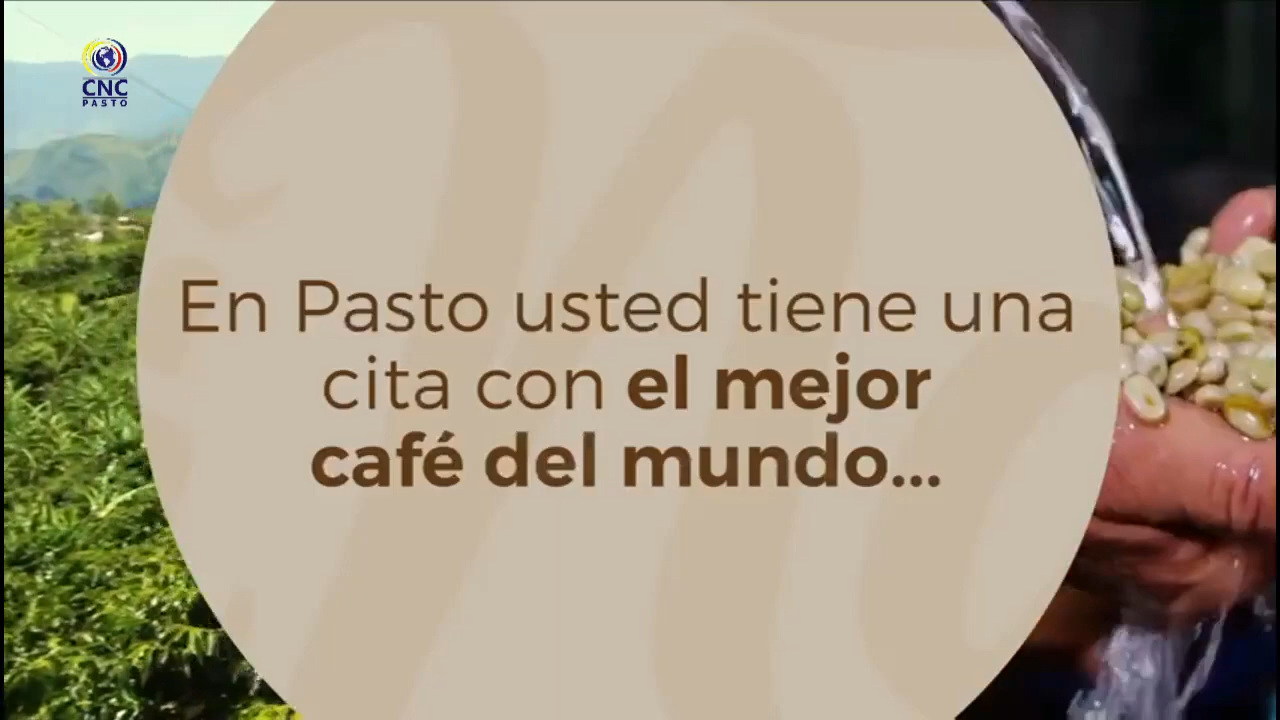 CNC
PASTO
En Pasto usted tiene una
cita con el mejor
café del mundo...